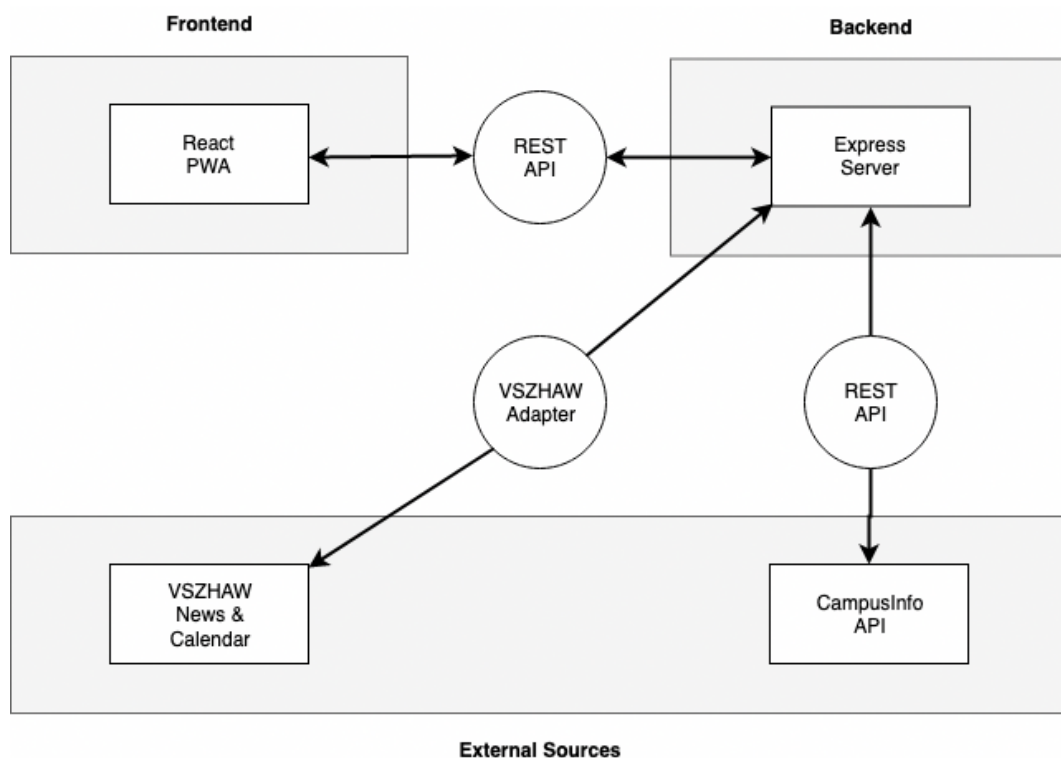 Frontend
Backend
React
PWA
REST
API
Express
Server
VSZHAW
Adapter
REST
API
VSZHAW
News &
Calendar
CampusInfo
API
External Sources